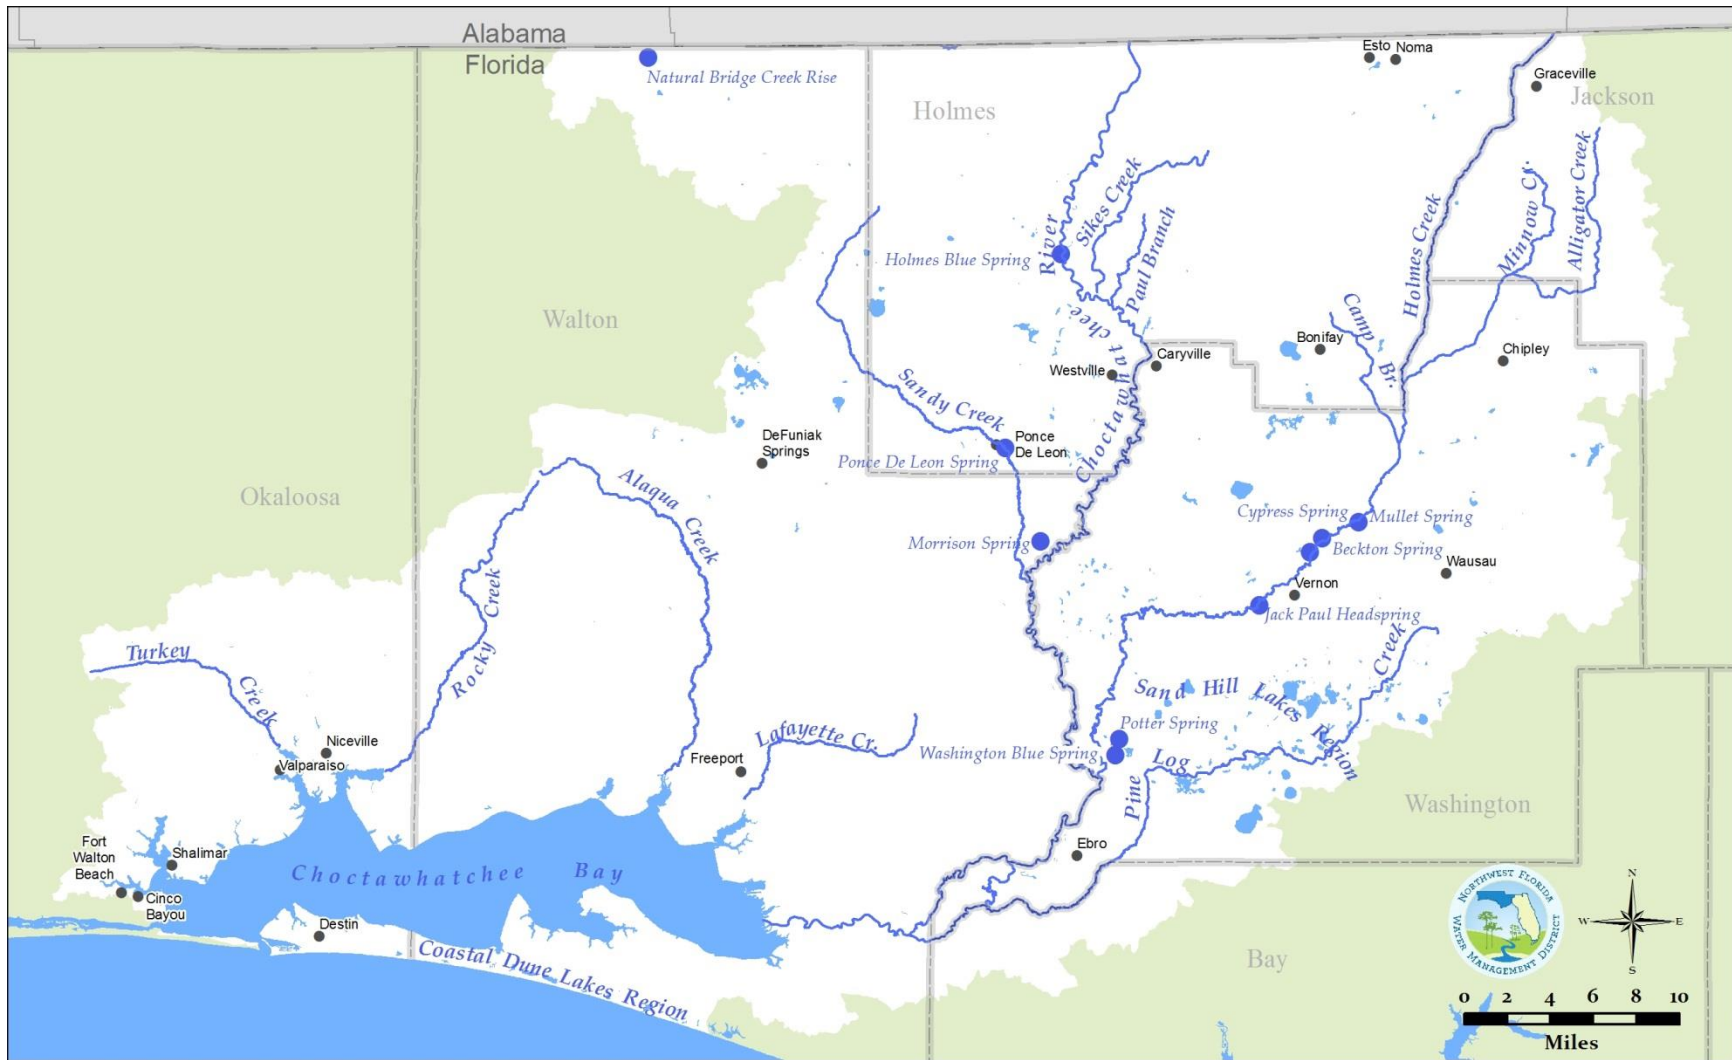 Alabama
Florida
Natural Bridge Creek Rise
Holmes
Esto
Noma
Graceville
Jackson
Sikes Creek
Paul Branch
River
Holmes Blue Spring
Choctawhatchee
Holmes Creek
Minnow Cr.
Alligator Creek
Walton
Camp Br.
Bonifay
Chipley
Caryville
Westville
Sandy Creek
Ponce
De Leon
Ponce De Leon Spring
DeFuniak
Springs
Okaloosa
Alaqua Creek
Rocky Creek
Cypress Spring
Mullet Spring
Beckton Spring
Morrison Spring
Wausau
Vernon
Jack Paul Headspring
Turkey Creek
Sand Hill Lakes Region
Potter Spring
Washington Blue Spring
Pine Log Creek
Niceville
Valparaiso
Freeport
Lafayette Cr.
Washington
Ebro
Fort
Walton
Beach
Shalimar
Cinco
Bayou
Choctawhatchee Bay
Destin
Coastal Dune Lakes Region
Bay
NORTHWEST FLORIDA
WATER MANAGEMENT DISTRICT
N
W
E
S
0 2 4 6 8 10
Miles